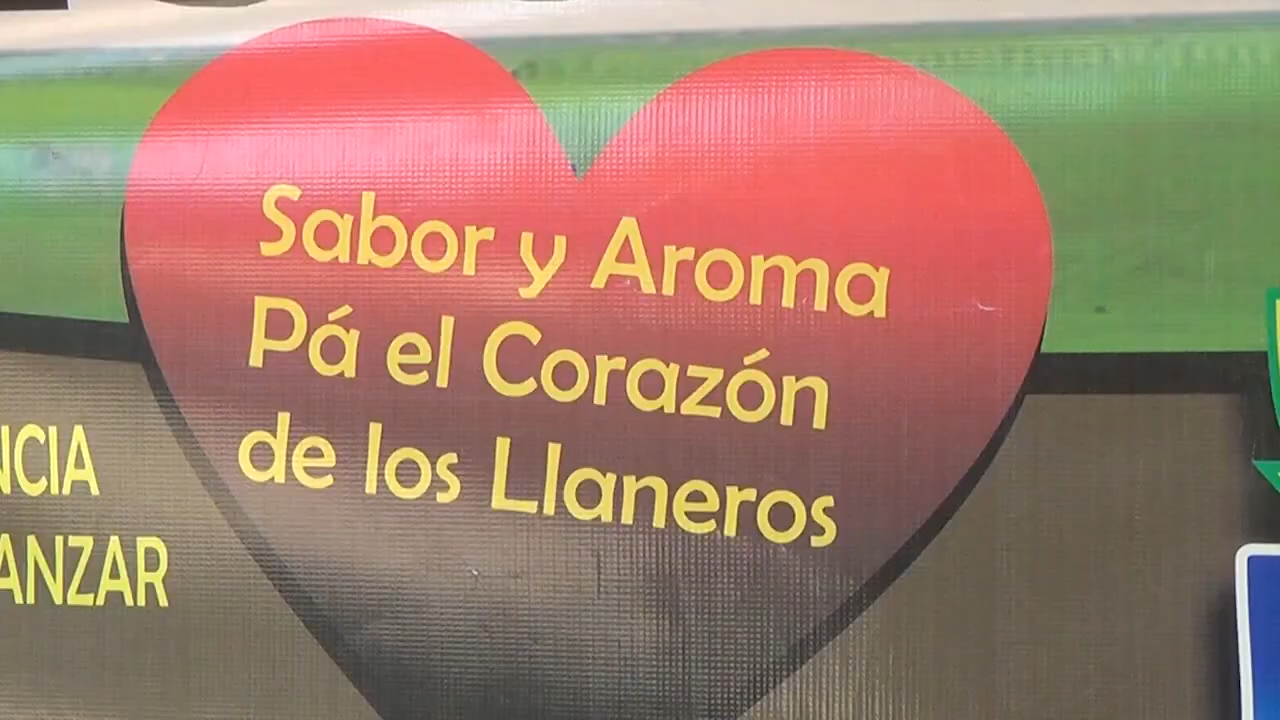 Sabor y Aroma
Pá el Corazón
de los Llaneros
NCIA
ANZAR